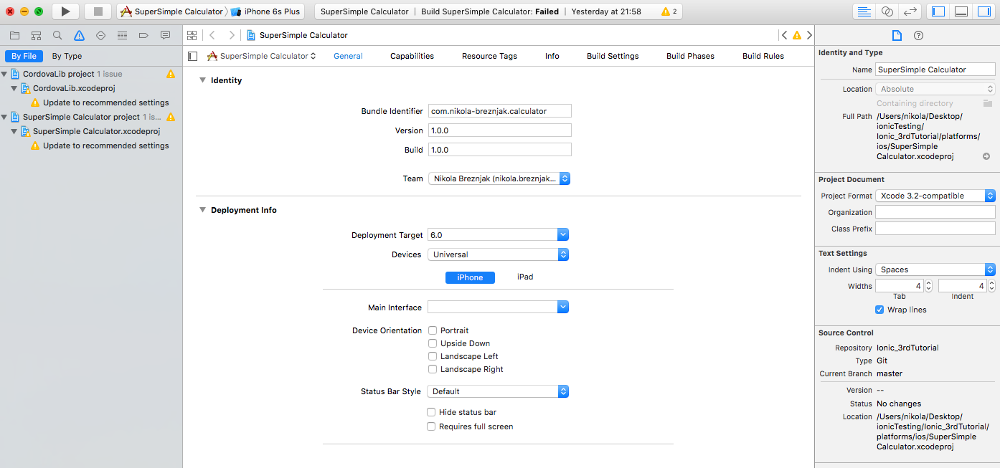 SuperSimple Calculator 〉 iPhone 6s Plus
SuperSimple Calculator | Build SuperSimple Calculator: Failed | Yesterday at 21:58
2
SuperSimple Calculator
By File By Type
CordovaLib project 1 issue
CordovaLib.xcodeproj
Update to recommended settings
SuperSimple Calculator project 1 is...
SuperSimple Calculator.xcodeproj
Update to recommended settings
SuperSimple Calculator General Capabilities Resource Tags Info Build Settings Build Phases Build Rules
Identity
Bundle Identifier com.nikola-breznjak.calculator
Version 1.0.0
Build 1.0.0
Team Nikola Breznjak (nikola.breznjak...
Deployment Info
Deployment Target 6.0
Devices Universal
iPhone iPad
Main Interface
Device Orientation Portrait
Upside Down
Landscape Left
Landscape Right
Status Bar Style Default
Hide status bar
Requires full screen
Identity and Type
Name SuperSimple Calculator
Location Absolute
Containing directory
Full Path /Users/nikola/Desktop/
ionicTesting/
Ionic_3rdTutorial/platforms/
ios/SuperSimple
Calculator.xcodeproj
Project Document
Project Format Xcode 3.2-compatible
Organization
Class Prefix
Text Settings
Indent Using Spaces
Widths 4 4
Tab Indent
Wrap lines
Source Control
Repository Ionic_3rdTutorial
Type Git
Current Branch master
Version --
Status No changes
Location /Users/nikola/Desktop/
ionicTesting/Ionic_3rdTutorial/
platforms/ios/SuperSimple
Calculator.xcodeproj